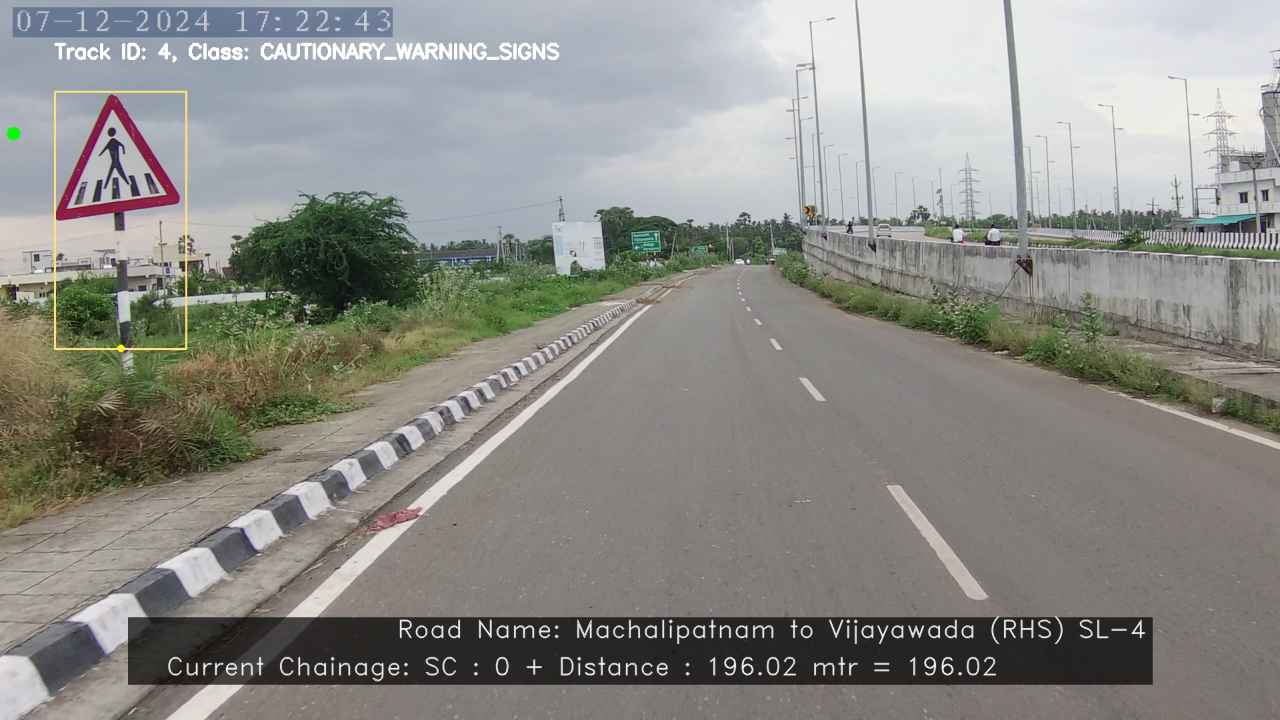 07-12-2024 17:22:43
Track ID: 4, Class: CAUTIONARY_WARNING_SIGNS
Road Name: Machalipatnam to Vijayawada (RHS) SL-4
Current Chainage: SC : 0 + Distance : 196.02 mtr = 196.02